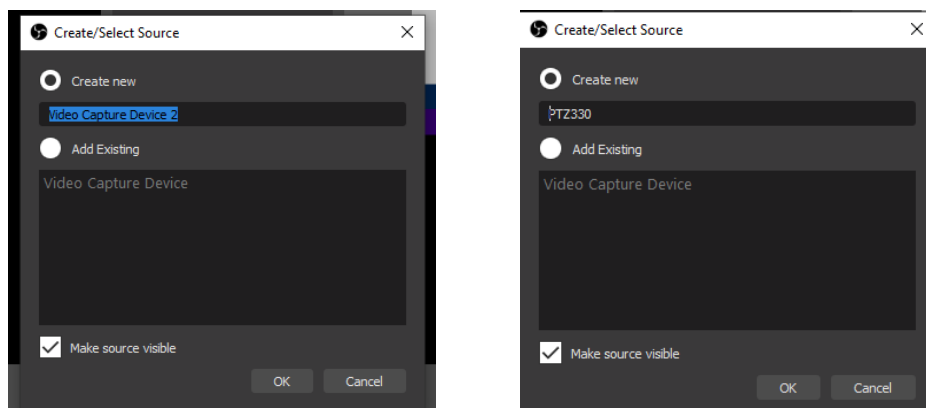 Create/Select Source
Create new
Video Capture Device 2
Add Existing
Video Capture Device
Make source visible
OK Cancel
Create/Select Source
Create new
PTZ330
Add Existing
Video Capture Device
Make source visible
OK Cancel